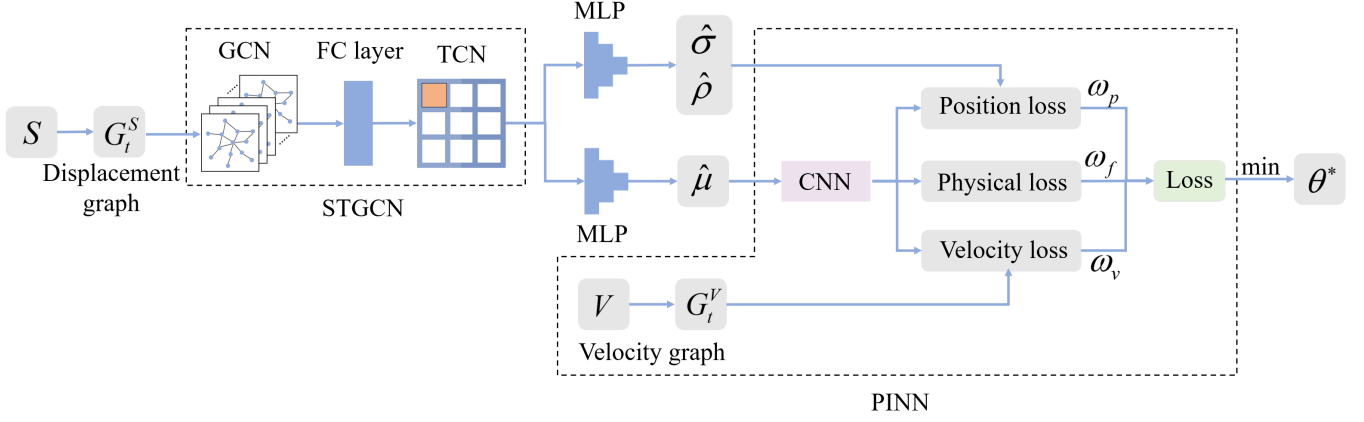 MLP
GCN
FC layer
TCN
σ̂
ρ̂
S
G_t^S
Displacement
graph
STGCN
MLP
μ̂
CNN
Position loss
ω_p
Physical loss
ω_f
Velocity loss
ω_v
Loss
min
θ*
V
G_t^V
Velocity graph
PINN